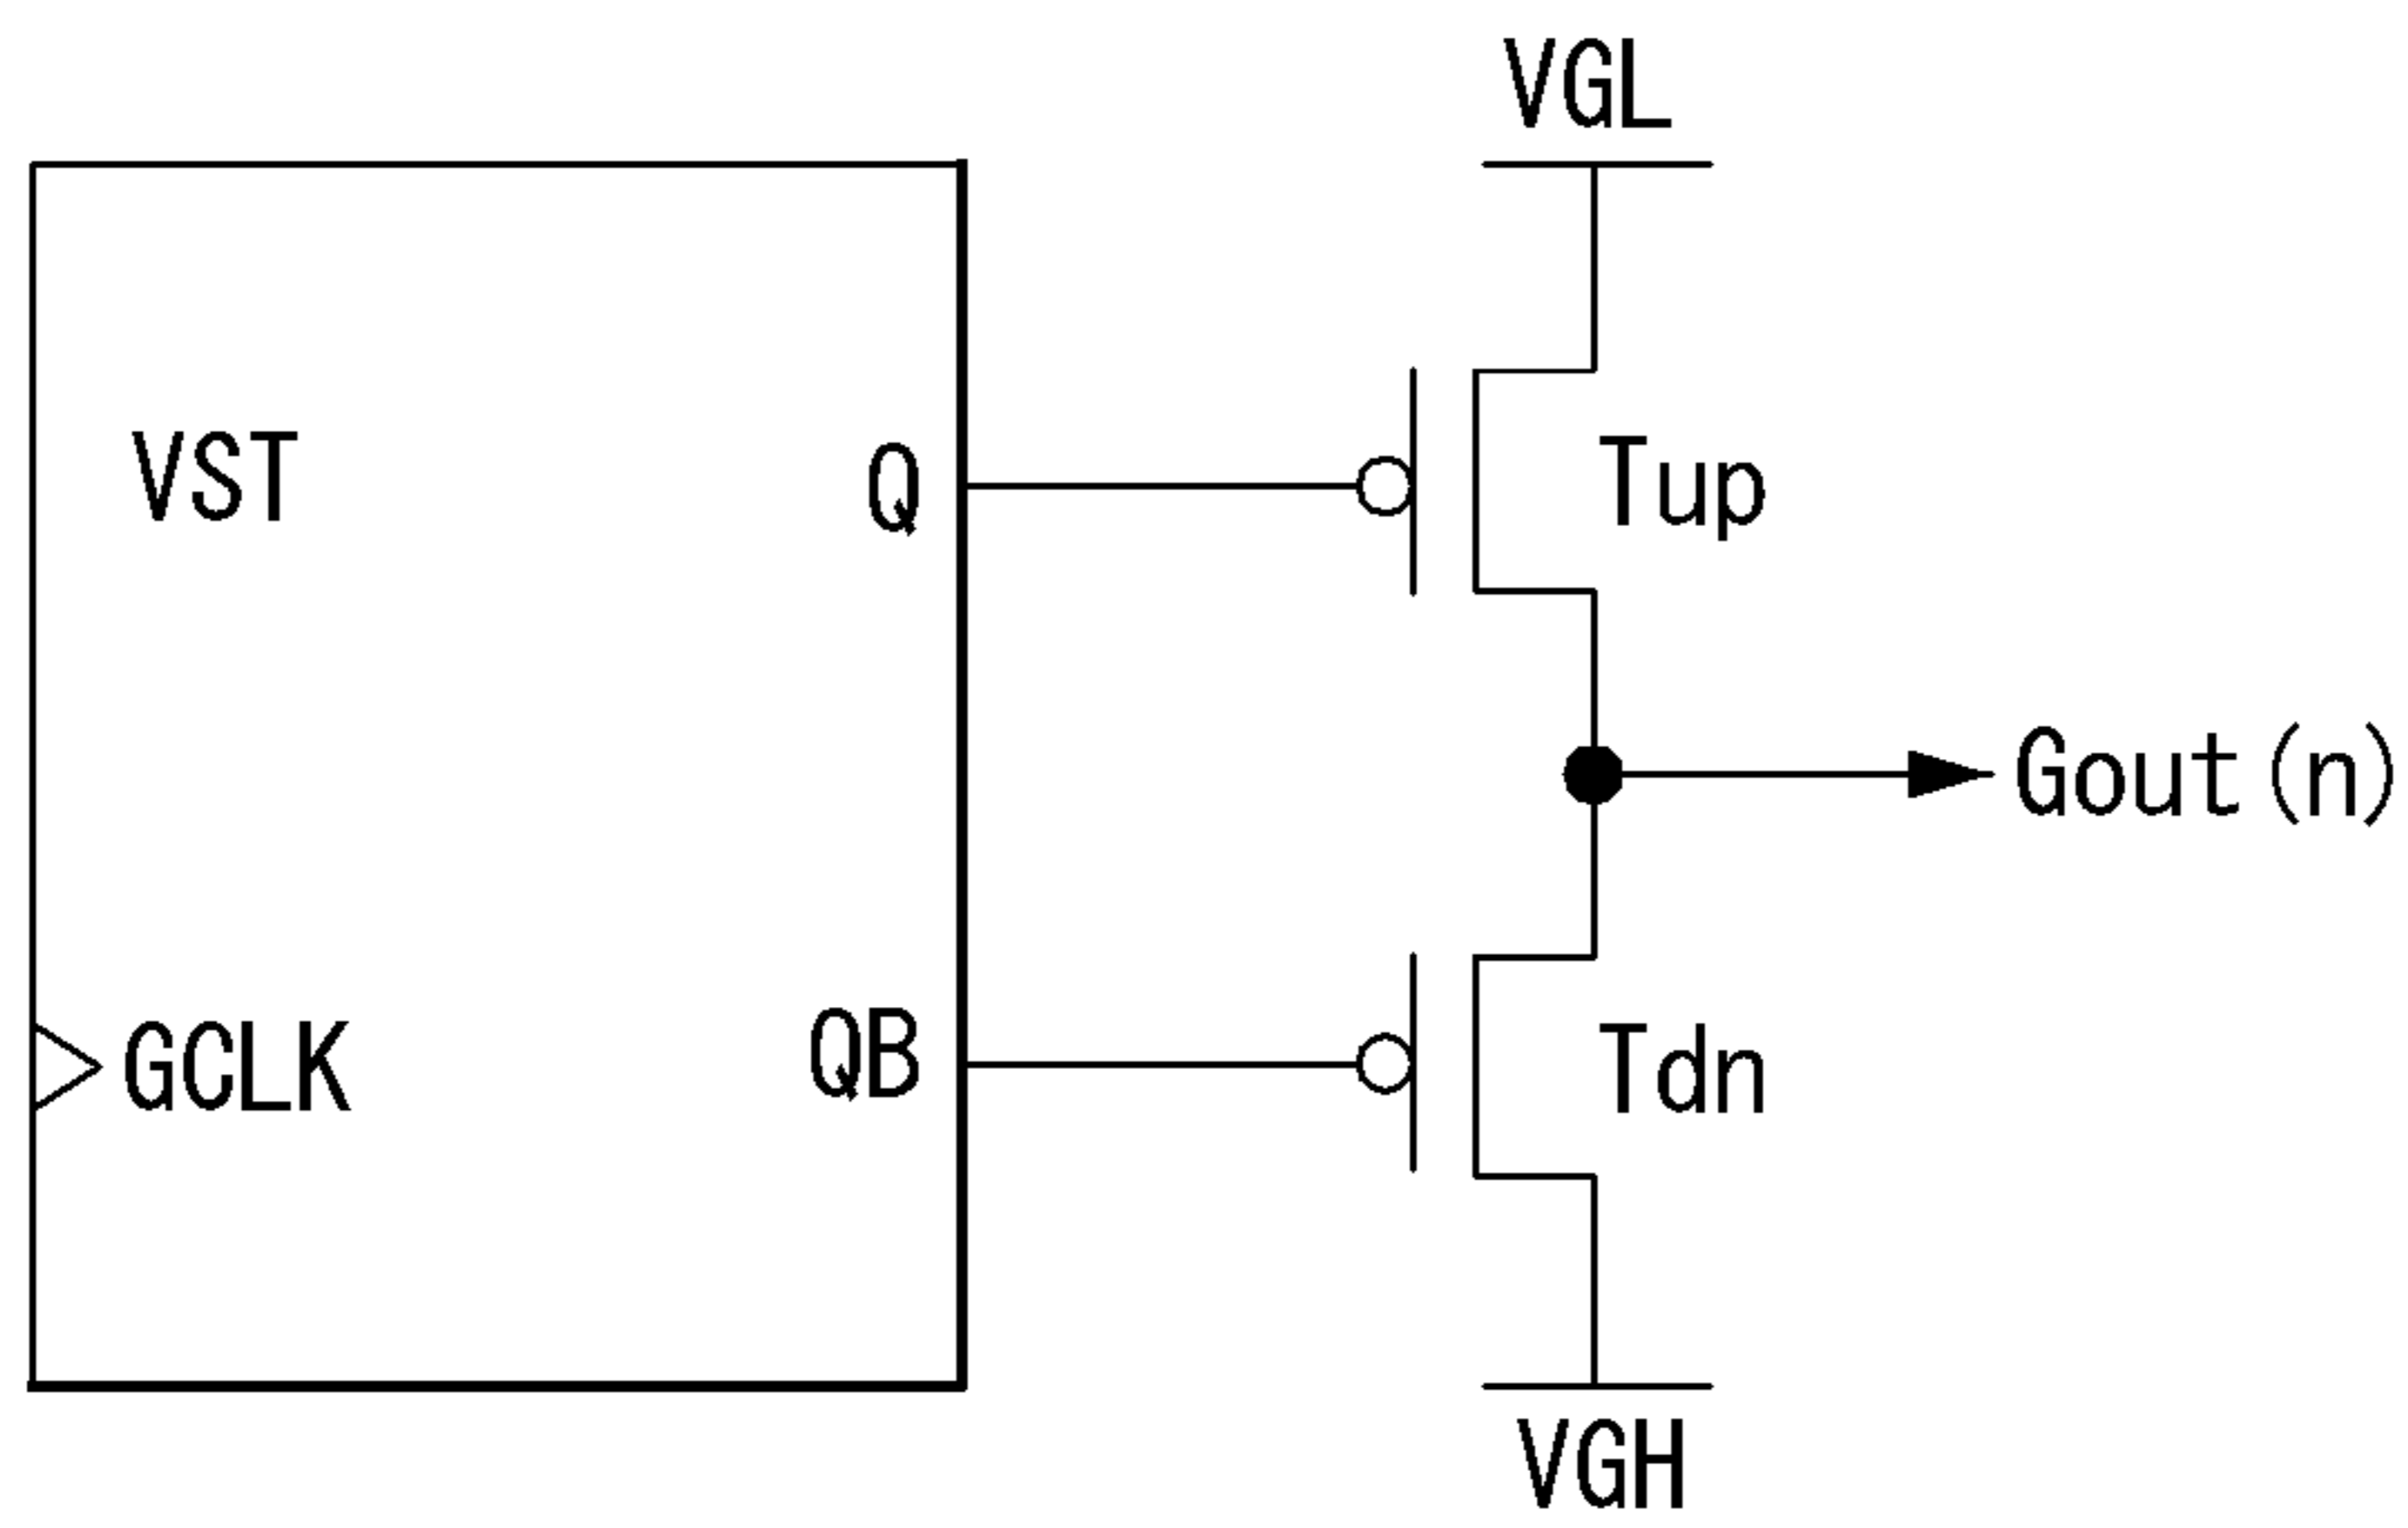 VGL
VST
Q
Tup
Gout(n)
GCLK
QB
Tdn
VGH